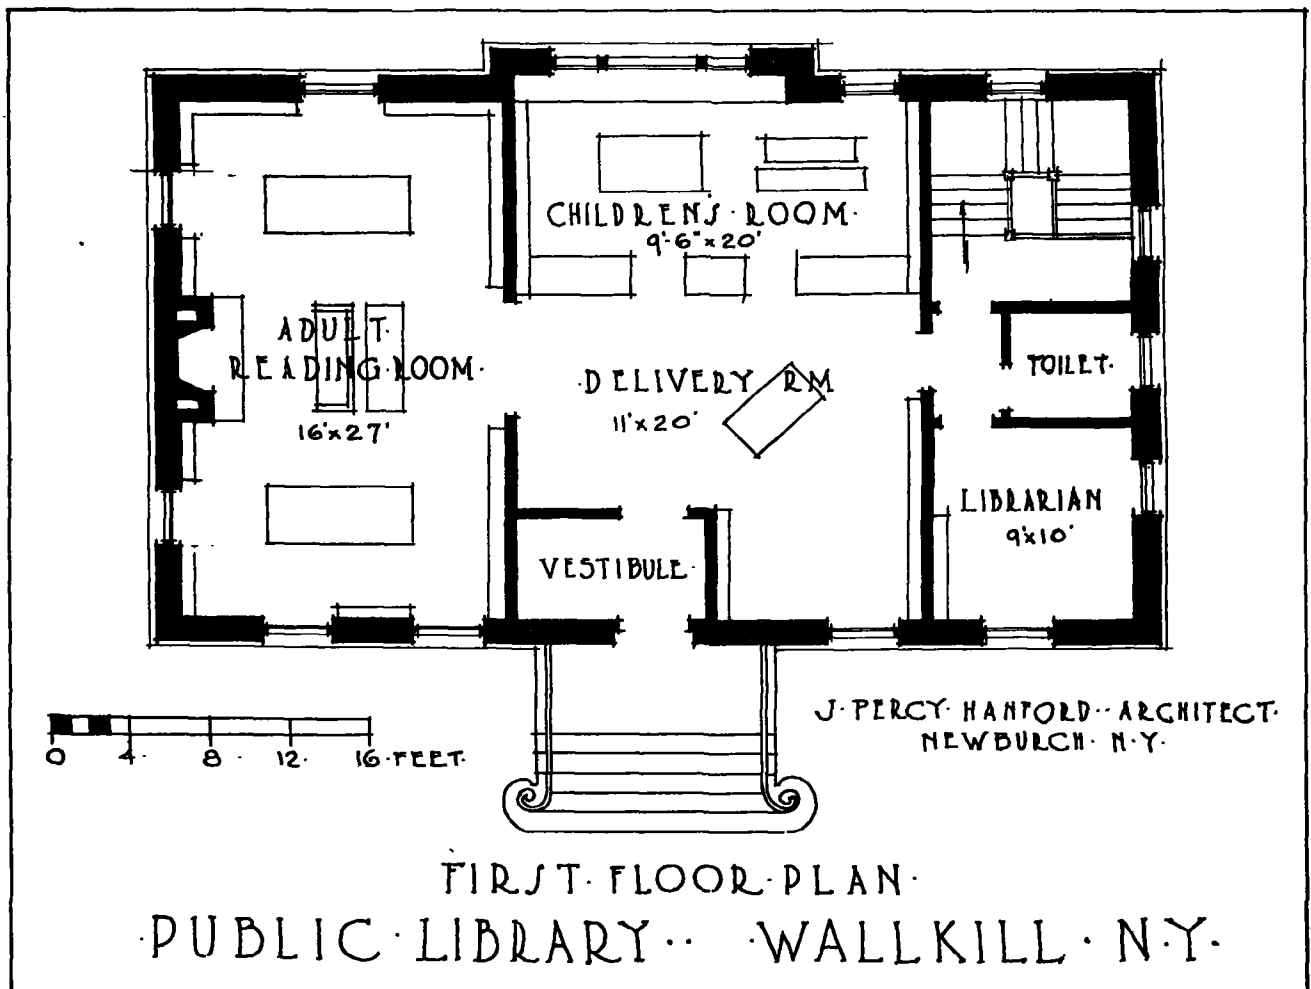 CHILDREN'S · ROOM ·
9'-6" x 20'
ADULT ·
READING · ROOM ·
16' x 27'
· DELIVERY RM
11' x 20'
TOILET ·
LIBRARIAN
9' x 10'
VESTIBULE ·
0 4 · 8 · 12 · 16 · FEET ·
J · PERCY · HANFORD · · ARCHITECT ·
NEWBURGH · N · Y ·
FIRST · FLOOR · PLAN ·
· PUBLIC · LIBRARY · · · WALLKILL · N · Y ·